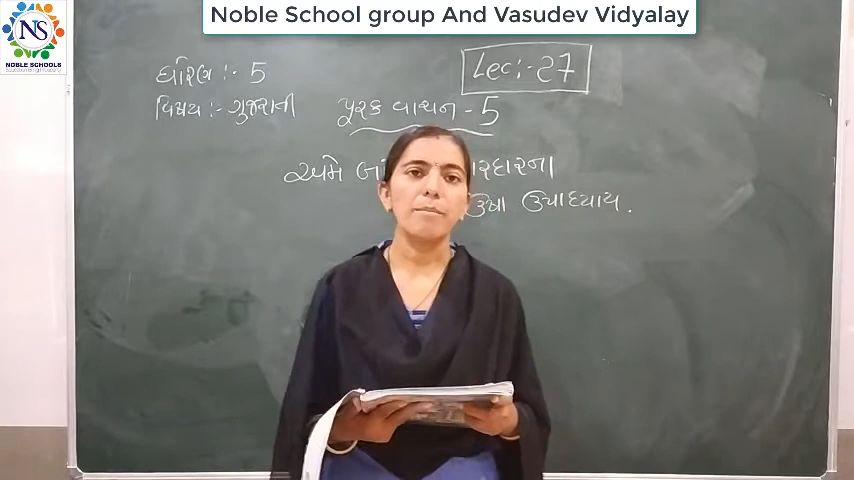 Noble School group And Vasudev Vidyalay
NS
NOBLE SCHOOLS
ધોરણ :- 5
Lec:- 27
વિષય :- ગુજરાતી
પૂરક વાચન - 5
અમે
ઉષા ઉપાધ્યાય.